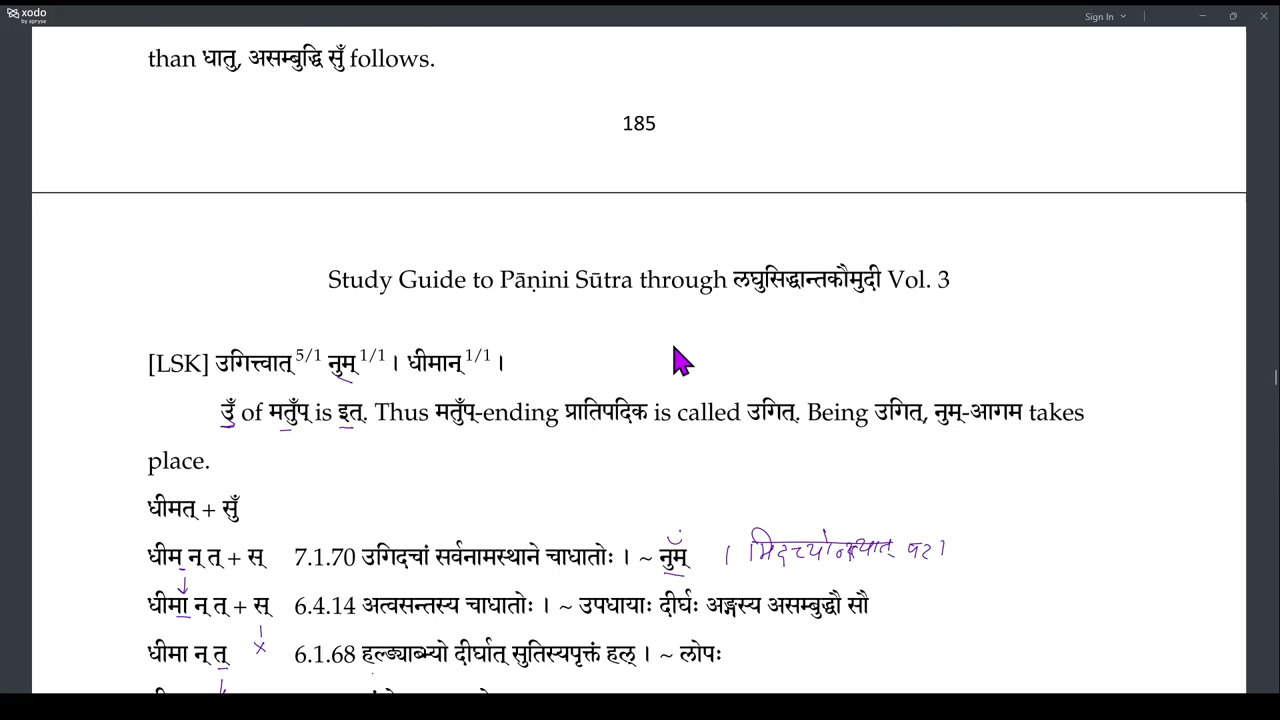 xodo
by apryse
Sign In
than धातु, असम्बुद्धि सुँ follows.
185
Study Guide to Pāṇini Sūtra through लघुसिद्धान्तकौमुदी Vol. 3
[LSK] उगित्त्वात् 5/1 नुम् 1/1 । धीमान् 1/1 ।
उँ of मतुँप् is इत्. Thus मतुँप्-ending प्रातिपदिक is called उगित्. Being उगित्, नुम्-आगम takes
place.
धीमत् + सुँ
धीम न् त् + स् 7.1.70 उगिदचां सर्वनामस्थाने चाधातोः । ~ नुम्
धीमा न् त् + स् 6.4.14 अत्वसन्तस्य चाधातोः । ~ उपधायाः दीर्घः अङ्गस्य असम्बुद्धौ सौ
धीमा न् त् 6.1.68 हल्ङ्याब्भ्यो दीर्घात् सुतिस्यपृक्तं हल् । ~ लोपः